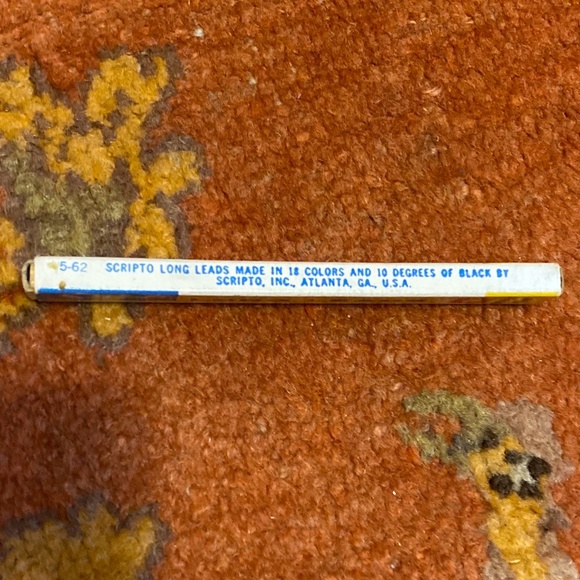 5-62 SCRIPTO LONG LEADS MADE IN 18 COLORS AND 10 DEGREES OF BLACK BY
SCRIPTO, INC., ATLANTA, GA., U.S.A.